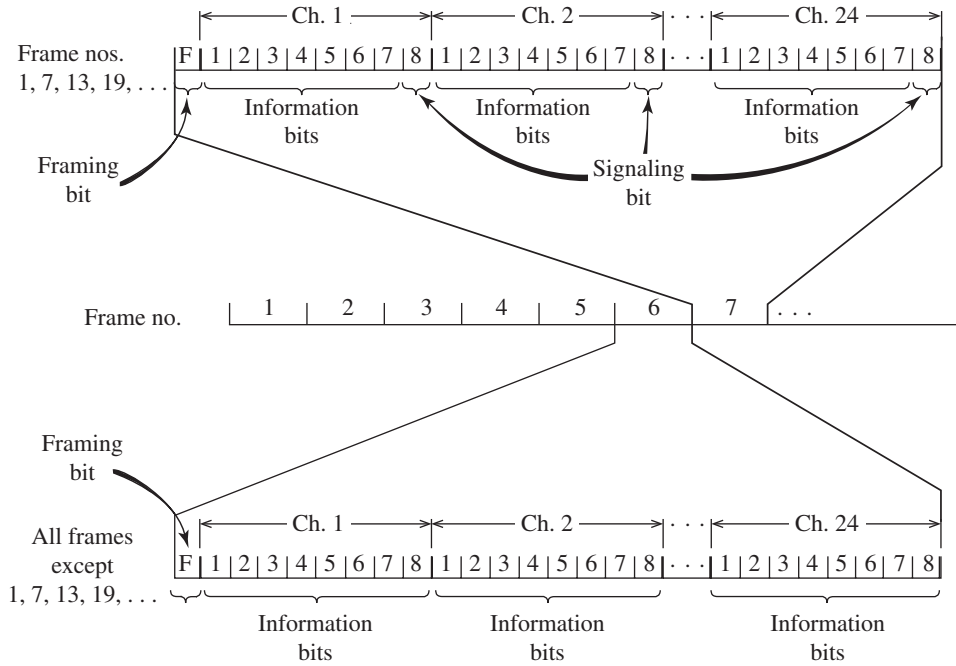 Ch. 1 Ch. 2 . . . Ch. 24
Frame nos.
1, 7, 13, 19, . . .
F 1 2 3 4 5 6 7 8 1 2 3 4 5 6 7 8 . . . 1 2 3 4 5 6 7 8
Information
bits
Information
bits
Information
bits
Framing
bit
Signaling
bit
Frame no. 1 2 3 4 5 6 7 . . .
Framing
bit
Ch. 1 Ch. 2 . . . Ch. 24
All frames
except
1, 7, 13, 19, . . .
F 1 2 3 4 5 6 7 8 1 2 3 4 5 6 7 8 . . . 1 2 3 4 5 6 7 8
Information
bits
Information
bits
Information
bits